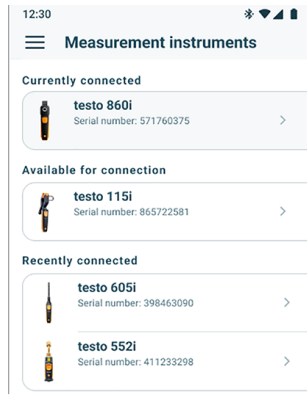 12:30
Measurement instruments
Currently connected
testo 860i
Serial number: 571760375
Available for connection
testo 115i
Serial number: 865722581
Recently connected
testo 605i
Serial number: 398463090
testo 552i
Serial number: 411233298